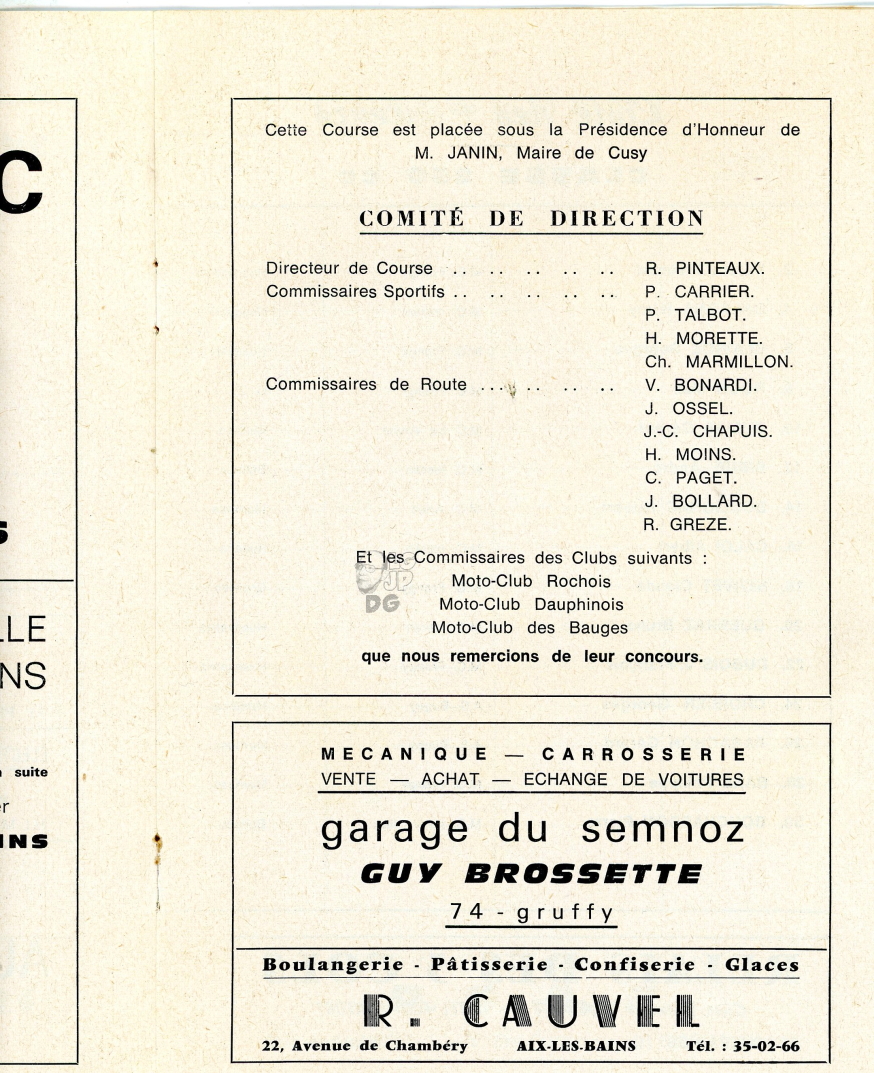 C
S
LLE
NS
suite
er
INS
Cette Course est placée sous la Présidence d'Honneur de
M. JANIN, Maire de Cusy
COMITÉ DE DIRECTION
Directeur de Course .. .. .. .. .. R. PINTEAUX.
Commissaires Sportifs .. .. .. .. .. P. CARRIER.
P. TALBOT.
H. MORETTE.
Ch. MARMILLON.
Commissaires de Route .... .. .. .. V. BONARDI.
J. OSSEL.
J.-C. CHAPUIS.
H. MOINS.
C. PAGET.
J. BOLLARD.
R. GREZE.
Et les Commissaires des Clubs suivants :
Moto-Club Rochois
Moto-Club Dauphinois
Moto-Club des Bauges
que nous remercions de leur concours.
JP
DG
MECANIQUE — CARROSSERIE
VENTE — ACHAT — ECHANGE DE VOITURES
garage du semnoz
GUY BROSSETTE
74 - gruffy
Boulangerie - Pâtisserie - Confiserie - Glaces
R. CAUVEL
22, Avenue de Chambéry AIX-LES-BAINS Tél. : 35-02-66